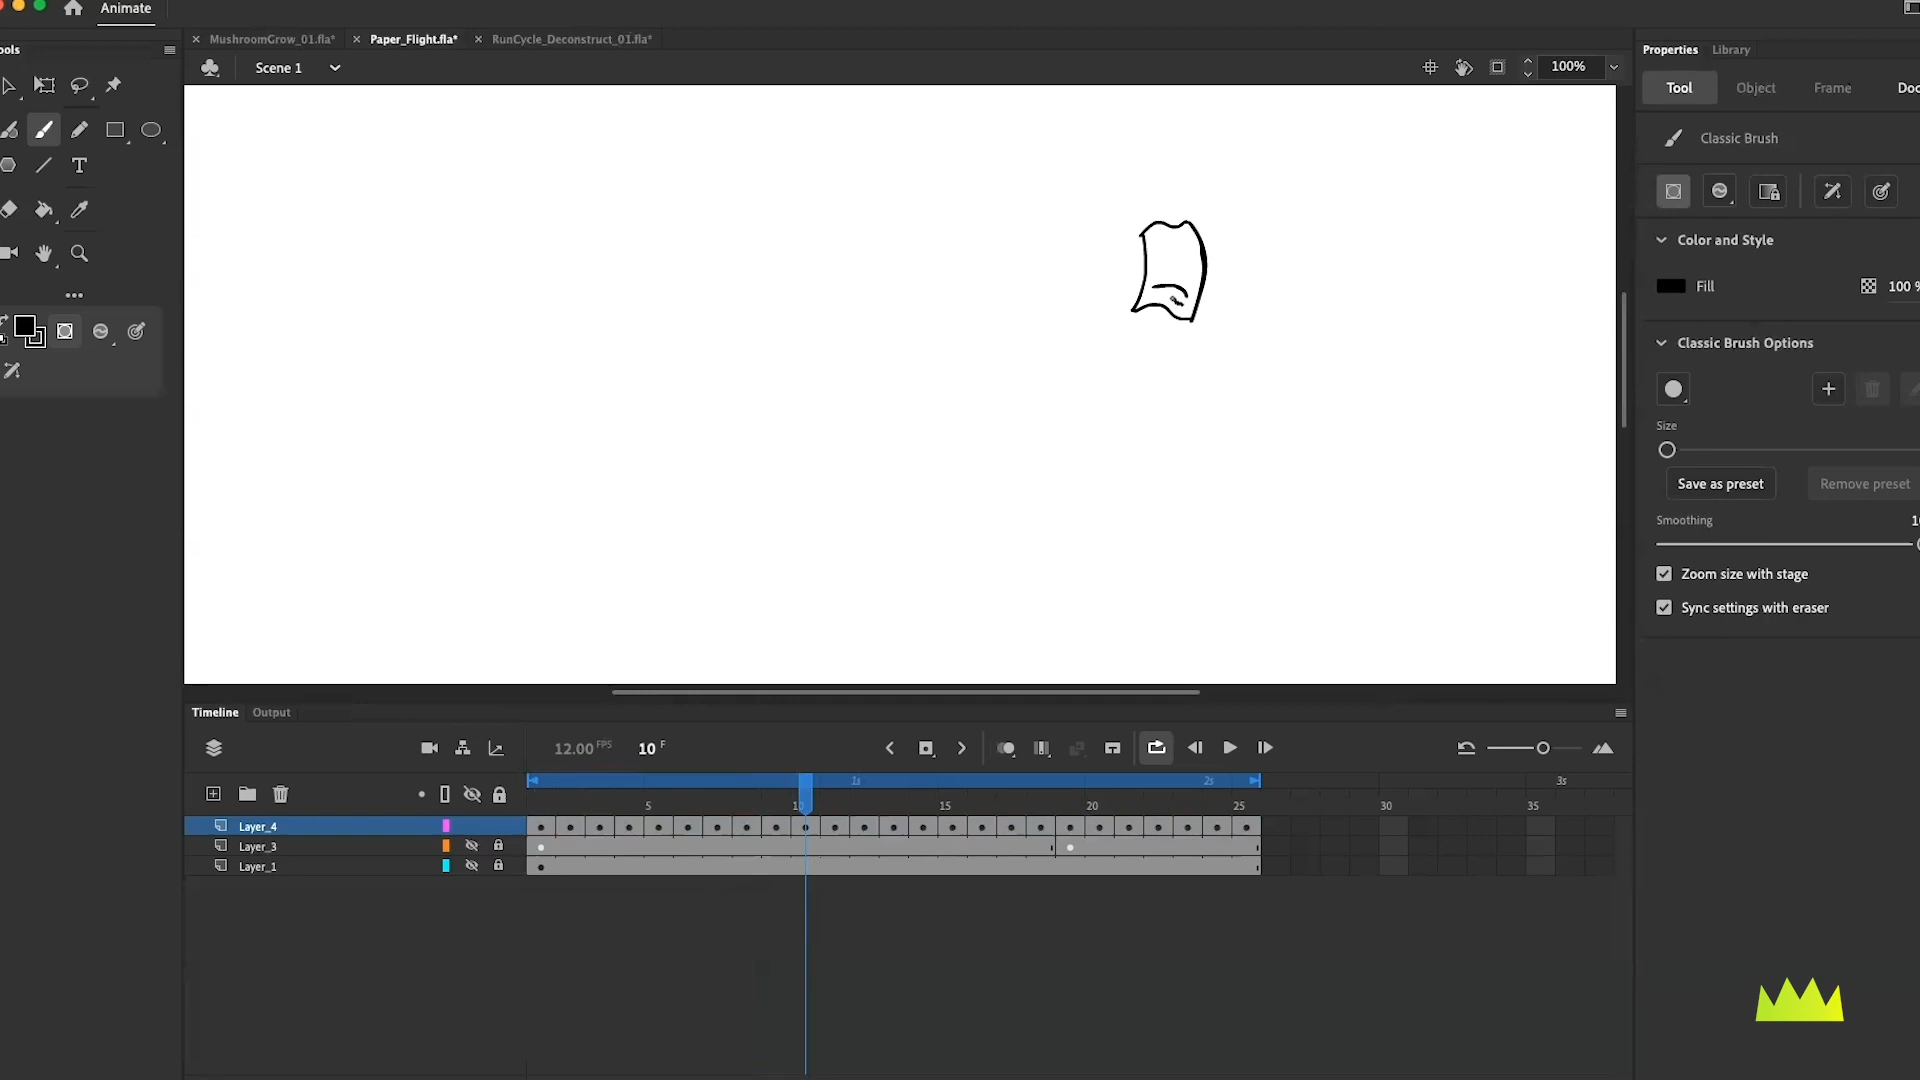 Animate
MushroomGrow_01.fla*
Paper_Flight.fla*
RunCycle_Deconstruct_01.fla*
ools
Properties
Library
Scene 1
100%
Tool
Object
Frame
Doc
Classic Brush
T
Color and Style
Fill
100 %
Classic Brush Options
Size
Save as preset
Remove preset
Smoothing
10
Zoom size with stage
Sync settings with eraser
Timeline
Output
12.00 FPS
10 F
1s
2s
3s
5
10
15
20
25
30
35
Layer_4
Layer_3
Layer_1